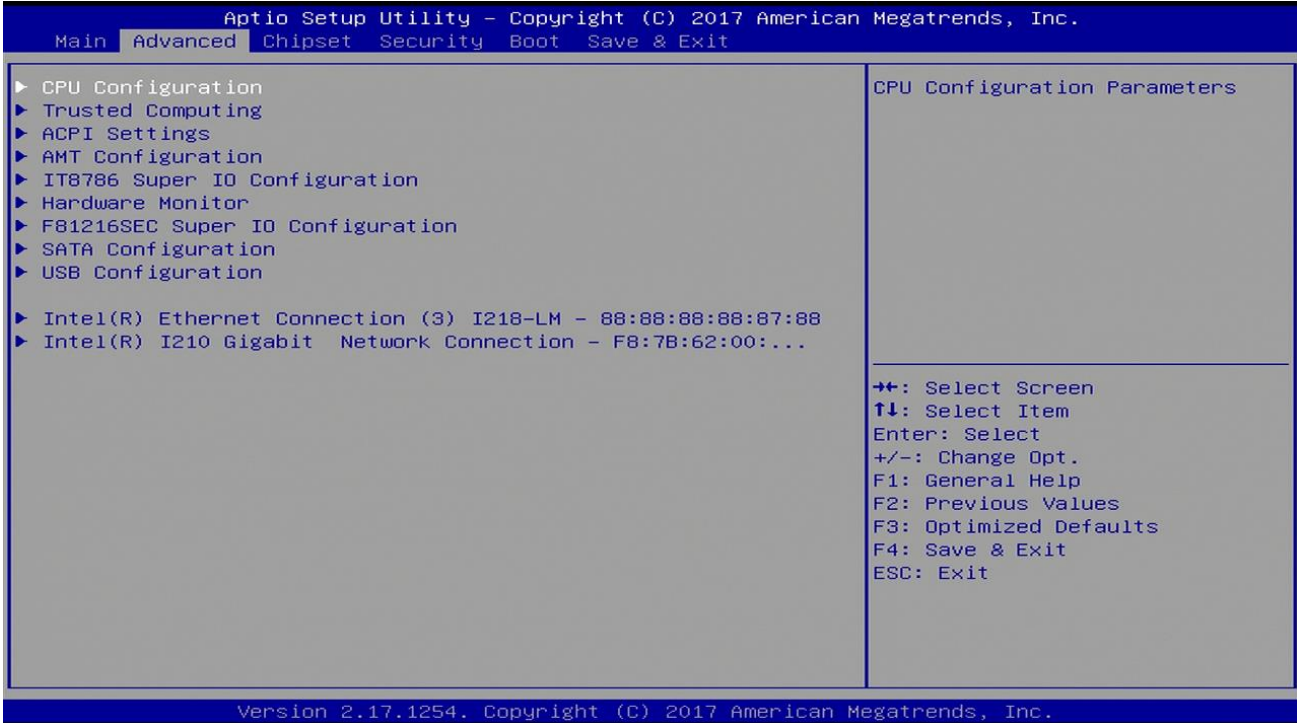 Aptio Setup Utility – Copyright (C) 2017 American Megatrends, Inc.
Main Advanced Chipset Security Boot Save & Exit
▶ CPU Configuration
▶ Trusted Computing
▶ ACPI Settings
▶ AMT Configuration
▶ IT8786 Super IO Configuration
▶ Hardware Monitor
▶ F81216SEC Super IO Configuration
▶ SATA Configuration
▶ USB Configuration
▶ Intel(R) Ethernet Connection (3) I218-LM – 88:88:88:88:87:88
▶ Intel(R) I210 Gigabit  Network Connection – F8:7B:62:00:...
CPU Configuration Parameters
→←: Select Screen
↑↓: Select Item
Enter: Select
+/-: Change Opt.
F1: General Help
F2: Previous Values
F3: Optimized Defaults
F4: Save & Exit
ESC: Exit
Version 2.17.1254. Copyright (C) 2017 American Megatrends, Inc.